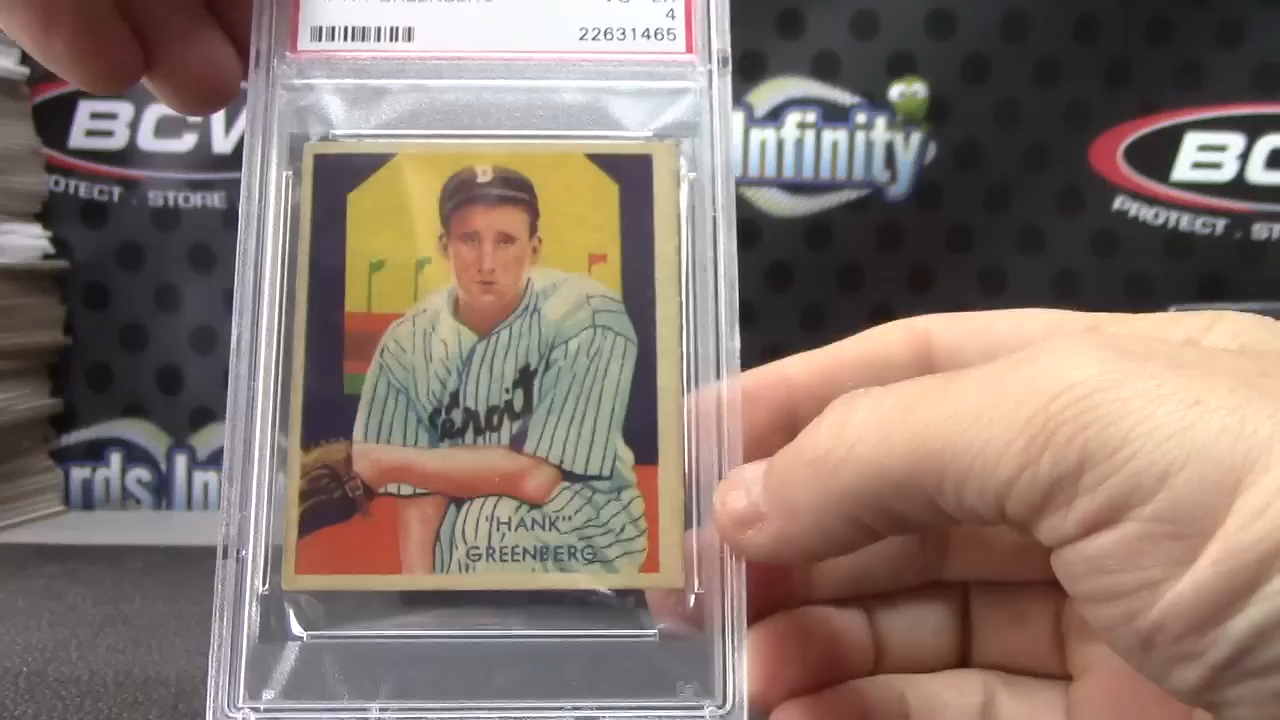 4
22631465
BCW
PROTECT . STORE
Infinity
BC
PROTECT . ST
rds In
D
Detroit
"HANK"
GREENBERG